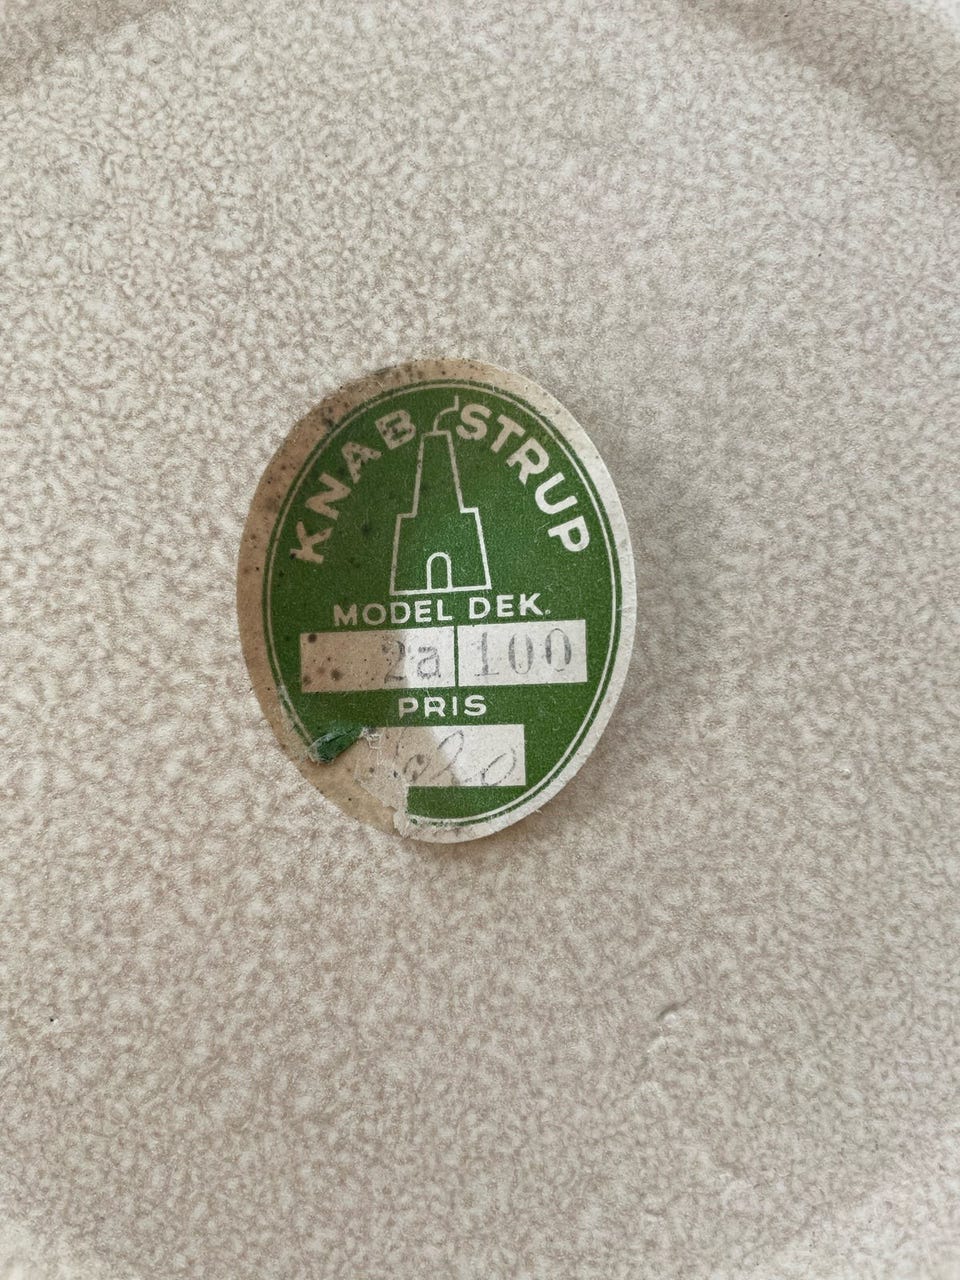 KNABSTRUP
MODEL DEK.
2a 100
PRIS